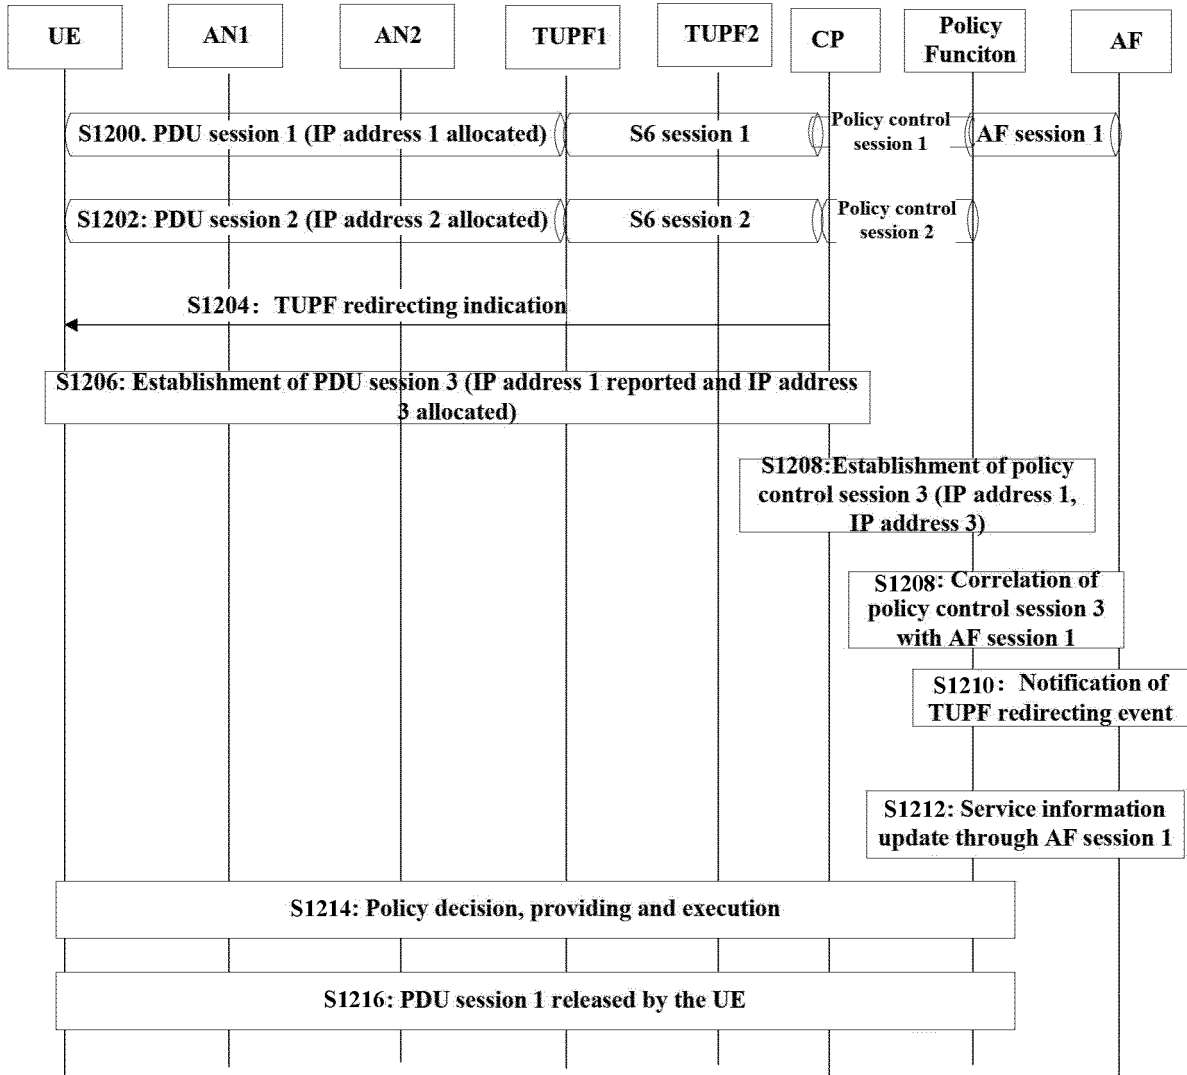 UE
AN1
AN2
TUPF1
TUPF2
CP
Policy
Funciton
AF
S1200. PDU session 1 (IP address 1 allocated)
S6 session 1
Policy control
session 1
AF session 1
S1202: PDU session 2 (IP address 2 allocated)
S6 session 2
Policy control
session 2
S1204: TUPF redirecting indication
S1206: Establishment of PDU session 3 (IP address 1 reported and IP address
3 allocated)
S1208:Establishment of policy
control session 3 (IP address 1,
IP address 3)
S1208: Correlation of
policy control session 3
with AF session 1
S1210: Notification of
TUPF redirecting event
S1212: Service information
update through AF session 1
S1214: Policy decision, providing and execution
S1216: PDU session 1 released by the UE